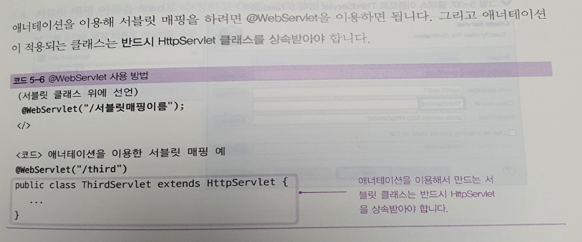 애너테이션을 이용해 서블릿 매핑을 하려면 @WebServlet을 이용하면 됩니다. 그리고 애너테이션
이 적용되는 클래스는 반드시 HttpServlet 클래스를 상속받아야 합니다.
코드 5-6 @WebServlet 사용 방법
(서블릿 클래스 위에 선언)
@WebServlet("/서블릿매핑이름");
</>
<코드> 애너테이션을 이용한 서블릿 매핑 예
@WebServlet("/third")
public class ThirdServlet extends HttpServlet {
...
}
애너테이션을 이용해서 만드는 서
블릿 클래스는 반드시 HttpServlet
을 상속받아야 합니다.